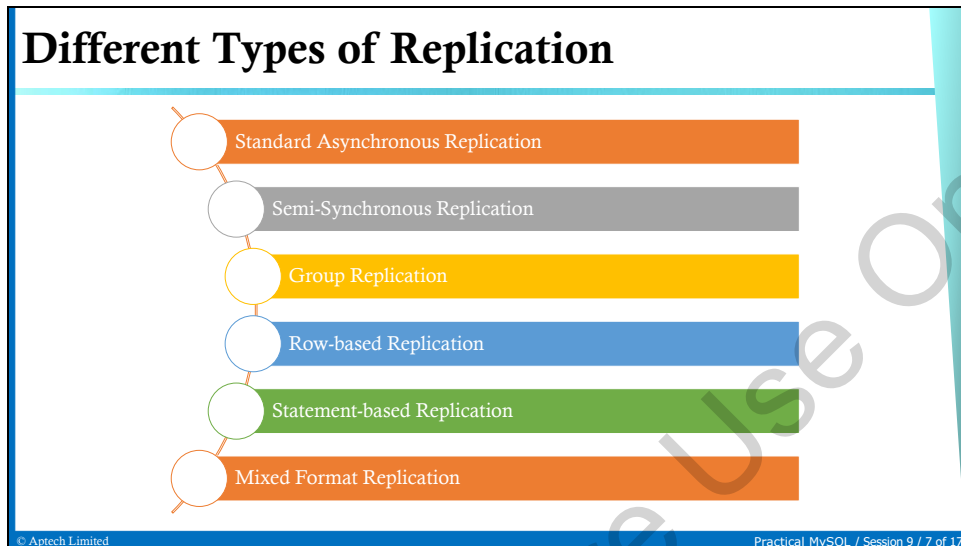 Different Types of Replication
Standard Asynchronous Replication
Semi-Synchronous Replication
Group Replication
Row-based Replication
Statement-based Replication
Mixed Format Replication
© Aptech Limited
Practical MySQL / Session 9 / 7 of 17
Use